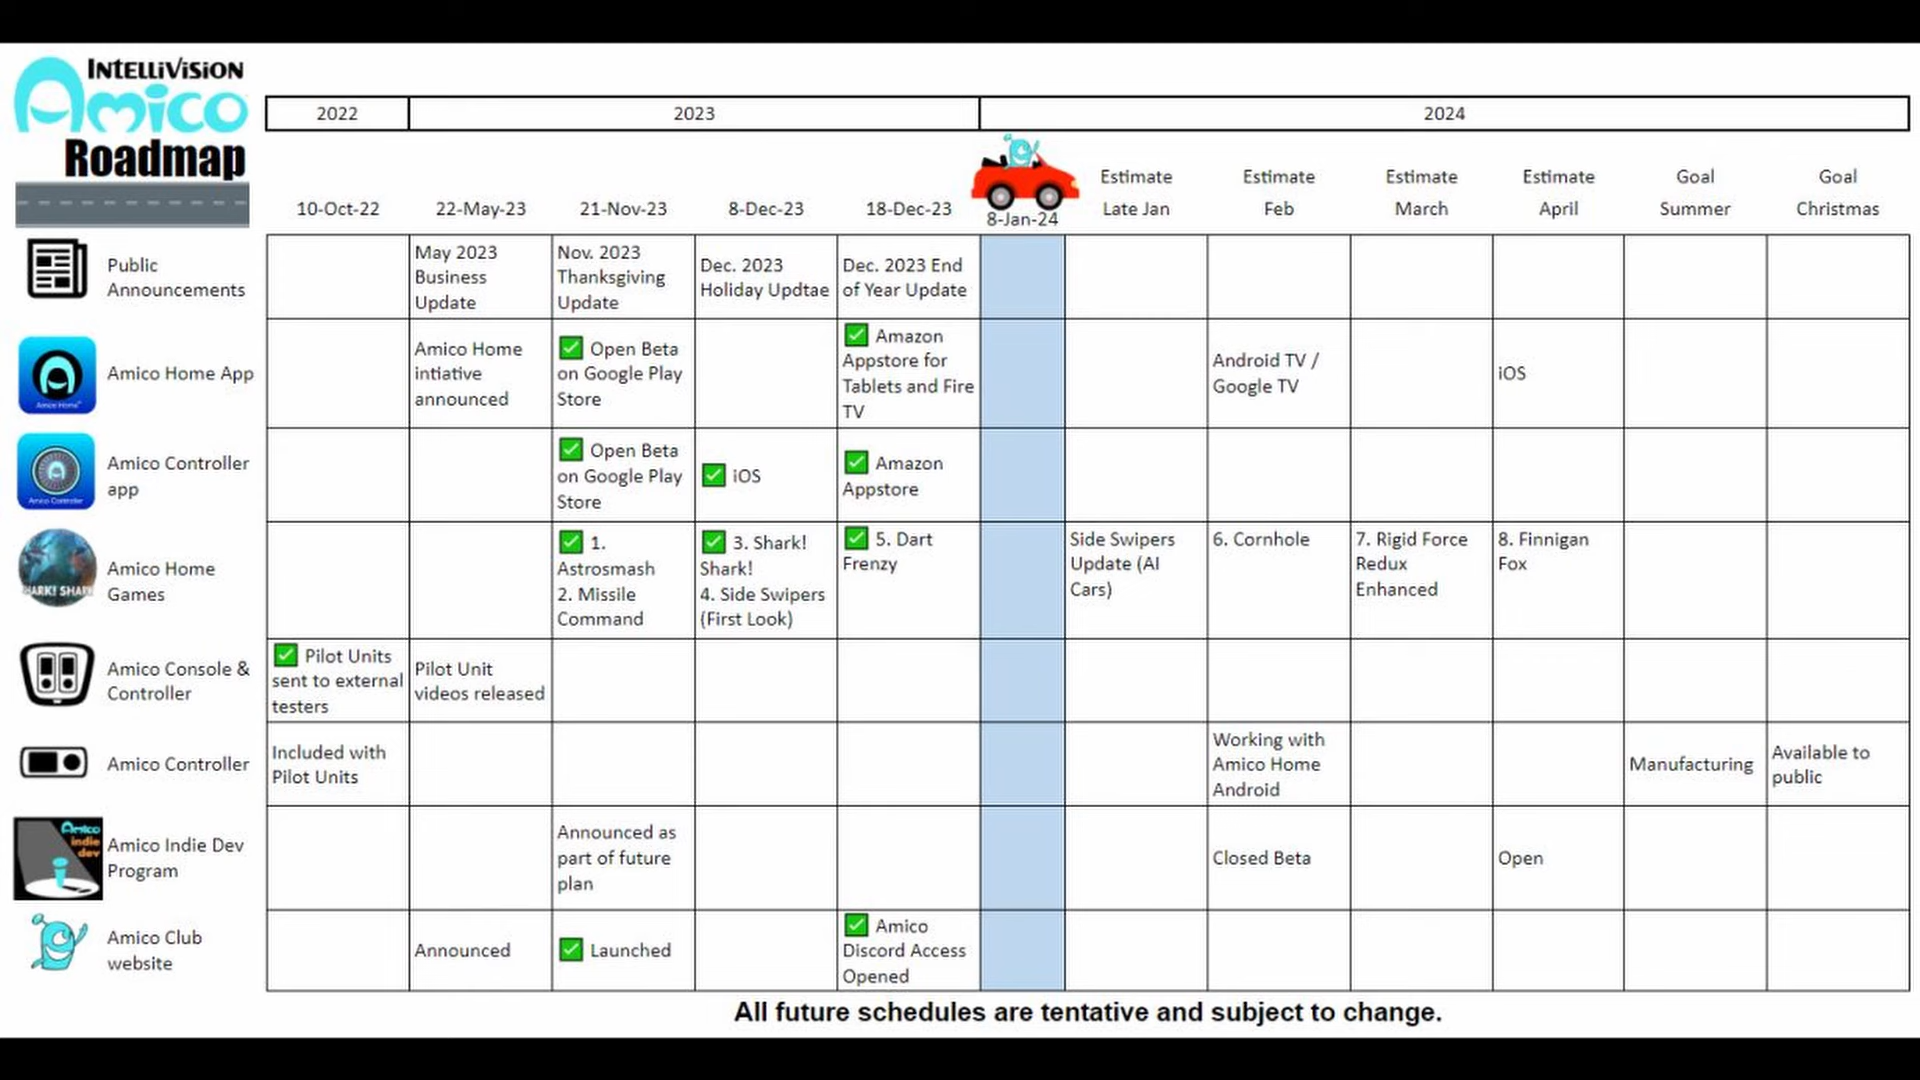 INTELLIVISION
Amico
Roadmap
2022
2023
2024
10-Oct-22
22-May-23
21-Nov-23
8-Dec-23
18-Dec-23
8-Jan-24
Estimate
Late Jan
Estimate
Feb
Estimate
March
Estimate
April
Goal
Summer
Goal
Christmas
Public
Announcements
May 2023
Business
Update
Nov. 2023
Thanksgiving
Update
Dec. 2023
Holiday Updtae
Dec. 2023 End
of Year Update
Amico Home
Amico Home App
Amico Home
intiative
announced
✅ Open Beta
on Google Play
Store
✅ Amazon
Appstore for
Tablets and Fire
TV
Android TV /
Google TV
iOS
Amico Controller
Amico Controller
app
✅ Open Beta
on Google Play
Store
✅ iOS
✅ Amazon
Appstore
SHARK! SHARK
Amico Home
Games
✅ 1.
Astrosmash
2. Missile
Command
✅ 3. Shark!
Shark!
4. Side Swipers
(First Look)
✅ 5. Dart
Frenzy
Side Swipers
Update (AI
Cars)
6. Cornhole
7. Rigid Force
Redux
Enhanced
8. Finnigan
Fox
Amico Console &
Controller
✅ Pilot Units
sent to external
testers
Pilot Unit
videos released
Amico Controller
Included with
Pilot Units
Working with
Amico Home
Android
Manufacturing
Available to
public
Amico
indie
dev
Amico Indie Dev
Program
Announced as
part of future
plan
Closed Beta
Open
Amico Club
website
Announced
✅ Launched
✅ Amico
Discord Access
Opened
All future schedules are tentative and subject to change.